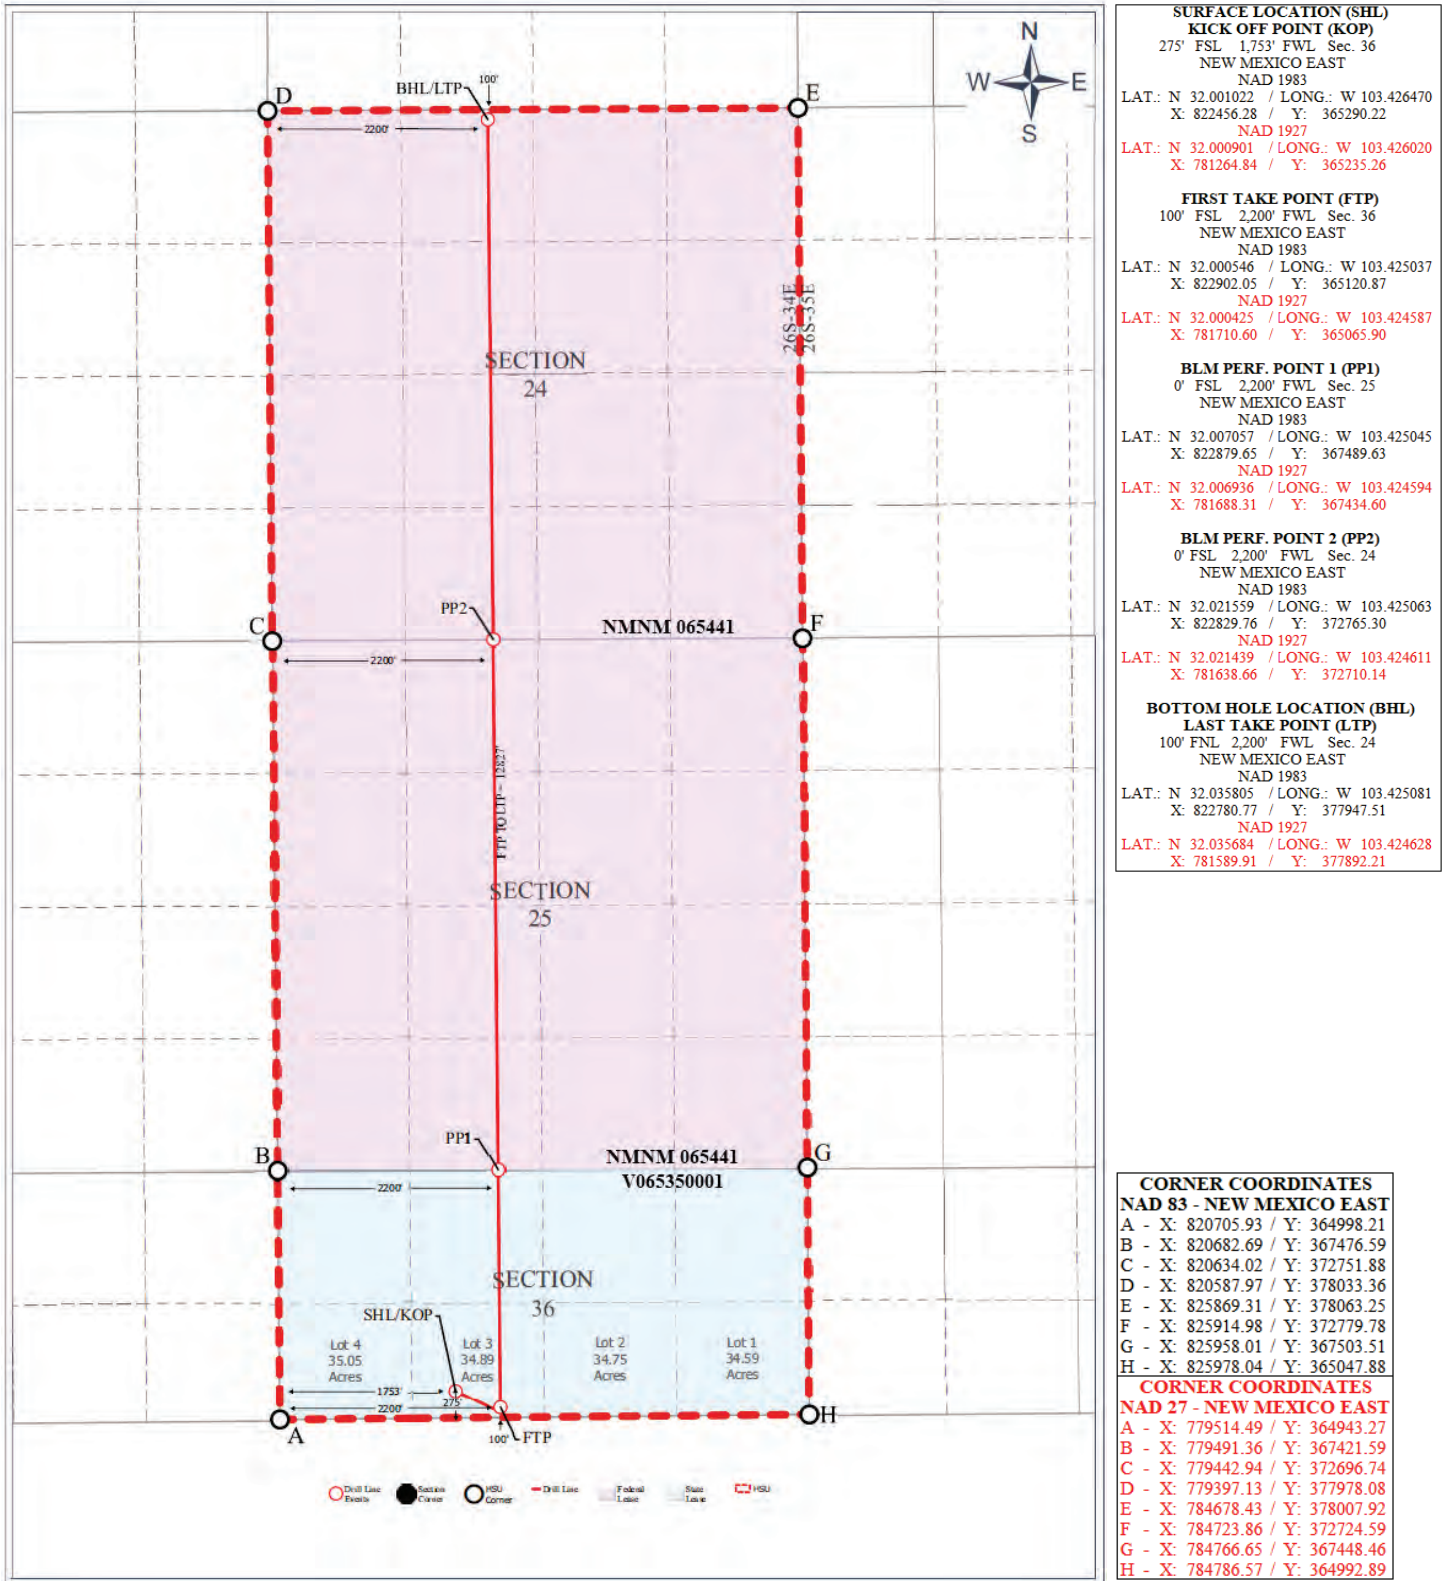 N
W
E
S
D
E
BHL/LTP
100'
2200'
26S-34E
26S-35E
SECTION
24
C
PP2
NMNM 065441
F
2200'
FTP TO LTP = 12827'
SECTION
25
B
PP1
NMNM 065441
V065350001
G
2200'
SECTION
36
SHL/KOP
Lot 4
35.05
Acres
Lot 3
34.89
Acres
Lot 2
34.75
Acres
Lot 1
34.59
Acres
1753'
275'
2200'
A
100'
FTP
H
Drill Line
Events
Section
Corner
HSU
Corner
Drill Line
Federal
Lease
State
Lease
HSU
SURFACE LOCATION (SHL)
KICK OFF POINT (KOP)
275' FSL 1,753' FWL Sec. 36
NEW MEXICO EAST
NAD 1983
LAT.: N 32.001022 / LONG.: W 103.426470
X: 822456.28 / Y: 365290.22
NAD 1927
LAT.: N 32.000901 / LONG.: W 103.426020
X: 781264.84 / Y: 365235.26
FIRST TAKE POINT (FTP)
100' FSL 2,200' FWL Sec. 36
NEW MEXICO EAST
NAD 1983
LAT.: N 32.000546 / LONG.: W 103.425037
X: 822902.05 / Y: 365120.87
NAD 1927
LAT.: N 32.000425 / LONG.: W 103.424587
X: 781710.60 / Y: 365065.90
BLM PERF. POINT 1 (PP1)
0' FSL 2,200' FWL Sec. 25
NEW MEXICO EAST
NAD 1983
LAT.: N 32.007057 / LONG.: W 103.425045
X: 822879.65 / Y: 367489.63
NAD 1927
LAT.: N 32.006936 / LONG.: W 103.424594
X: 781688.31 / Y: 367434.60
BLM PERF. POINT 2 (PP2)
0' FSL 2,200' FWL Sec. 24
NEW MEXICO EAST
NAD 1983
LAT.: N 32.021559 / LONG.: W 103.425063
X: 822829.76 / Y: 372765.30
NAD 1927
LAT.: N 32.021439 / LONG.: W 103.424611
X: 781638.66 / Y: 372710.14
BOTTOM HOLE LOCATION (BHL)
LAST TAKE POINT (LTP)
100' FNL 2,200' FWL Sec. 24
NEW MEXICO EAST
NAD 1983
LAT.: N 32.035805 / LONG.: W 103.425081
X: 822780.77 / Y: 377947.51
NAD 1927
LAT.: N 32.035684 / LONG.: W 103.424628
X: 781589.91 / Y: 377892.21
CORNER COORDINATES
NAD 83 - NEW MEXICO EAST
A - X: 820705.93 / Y: 364998.21
B - X: 820682.69 / Y: 367476.59
C - X: 820634.02 / Y: 372751.88
D - X: 820587.97 / Y: 378033.36
E - X: 825869.31 / Y: 378063.25
F - X: 825914.98 / Y: 372779.78
G - X: 825958.01 / Y: 367503.51
H - X: 825978.04 / Y: 365047.88
CORNER COORDINATES
NAD 27 - NEW MEXICO EAST
A - X: 779514.49 / Y: 364943.27
B - X: 779491.36 / Y: 367421.59
C - X: 779442.94 / Y: 372696.74
D - X: 779397.13 / Y: 377978.08
E - X: 784678.43 / Y: 378007.92
F - X: 784723.86 / Y: 372724.59
G - X: 784766.65 / Y: 367448.46
H - X: 784786.57 / Y: 364992.89